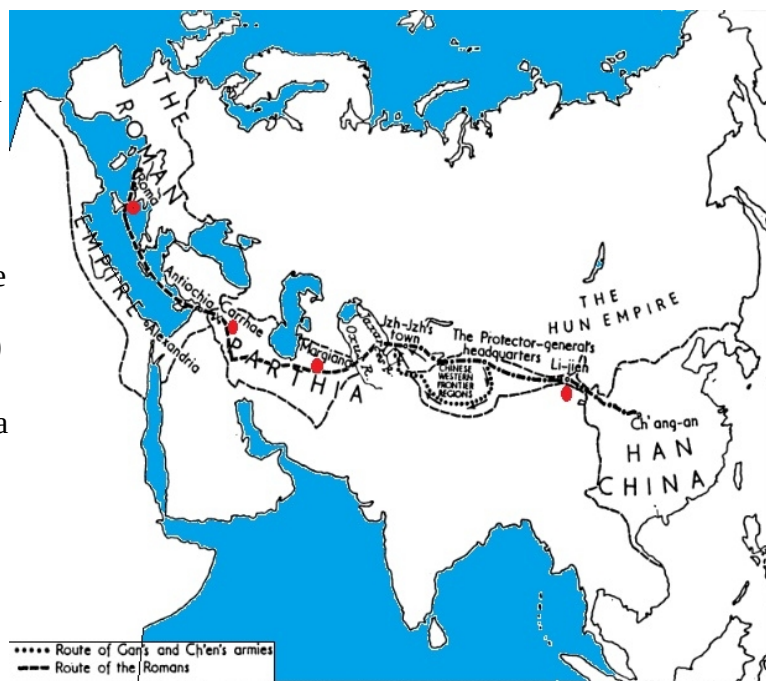 THE
ROMAN
EMPIRE
Roma
Antiochia
Carrhae
Alexandria
Margiana
PARTHIA
Oxus R.
Jzh-Jzh's
town
The Protector-general's
headquarters
CHINESE
WESTERN
FRONTIER
REGIONS
THE
HUN EMPIRE
Li-jien
Ch'ang-an
HAN
CHINA
Route of Gan's and Ch'en's armies
Route of the Romans
e
)
a